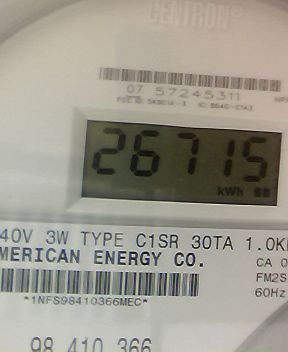 CENTRON®
07 57245311
26715
kWh
40V 3W TYPE C1SR 30TA 1.0K
MERICAN ENERGY CO.
CA 0
FM2S
60Hz
*1NFS98410366MEC*
98 410 366